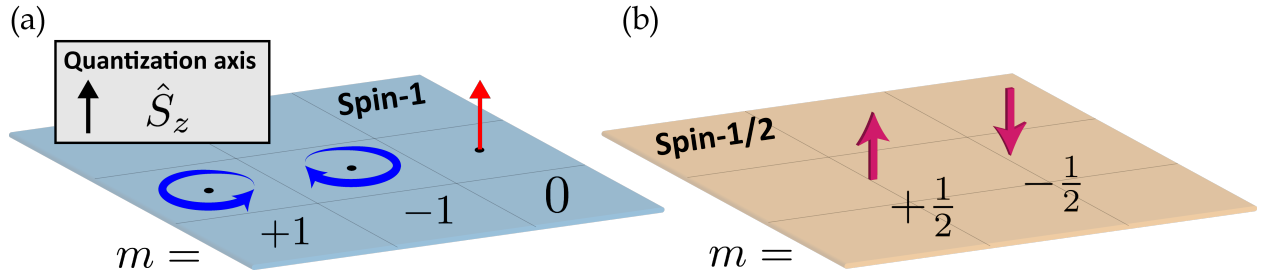 (a)
Quantization axis
Ŝ_z
Spin-1
+1
−1
0
m =
(b)
Spin-1/2
+1/2
−1/2
m =